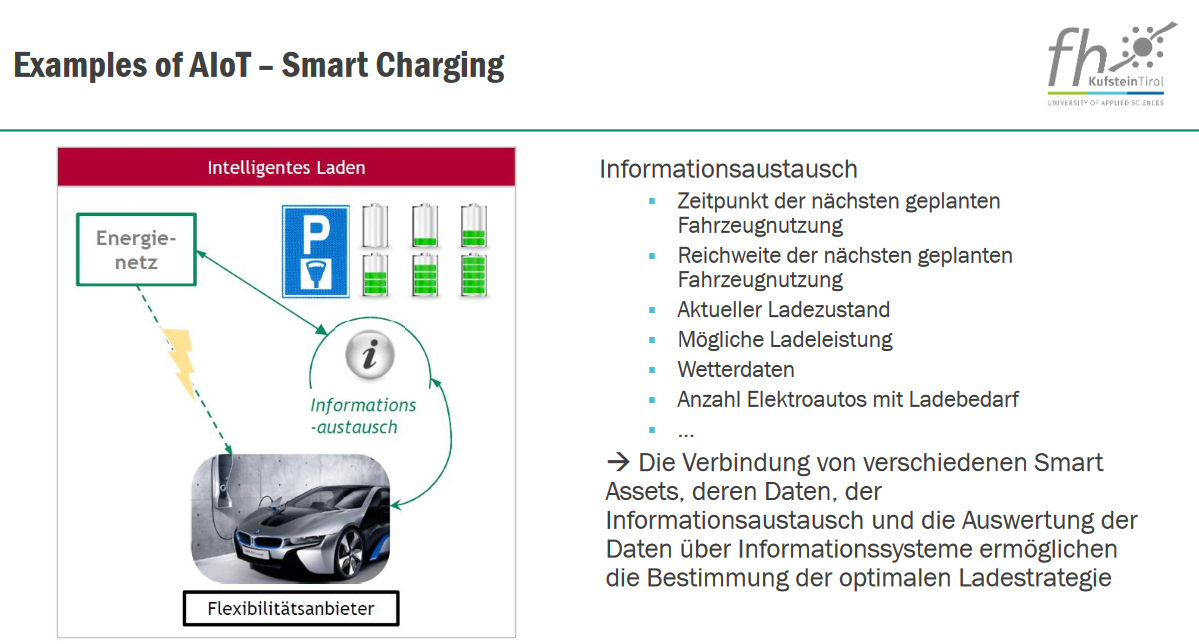 Examples of AIoT – Smart Charging
fh
KufsteinTirol
UNIVERSITY OF APPLIED SCIENCES
Intelligentes Laden
Energie-
netz
P
i
Informations
-austausch
Flexibilitätsanbieter
Informationsaustausch
▪ Zeitpunkt der nächsten geplanten
Fahrzeugnutzung
▪ Reichweite der nächsten geplanten
Fahrzeugnutzung
▪ Aktueller Ladezustand
▪ Mögliche Ladeleistung
▪ Wetterdaten
▪ Anzahl Elektroautos mit Ladebedarf
▪ ...
→ Die Verbindung von verschiedenen Smart
Assets, deren Daten, der
Informationsaustausch und die Auswertung der
Daten über Informationssysteme ermöglichen
die Bestimmung der optimalen Ladestrategie